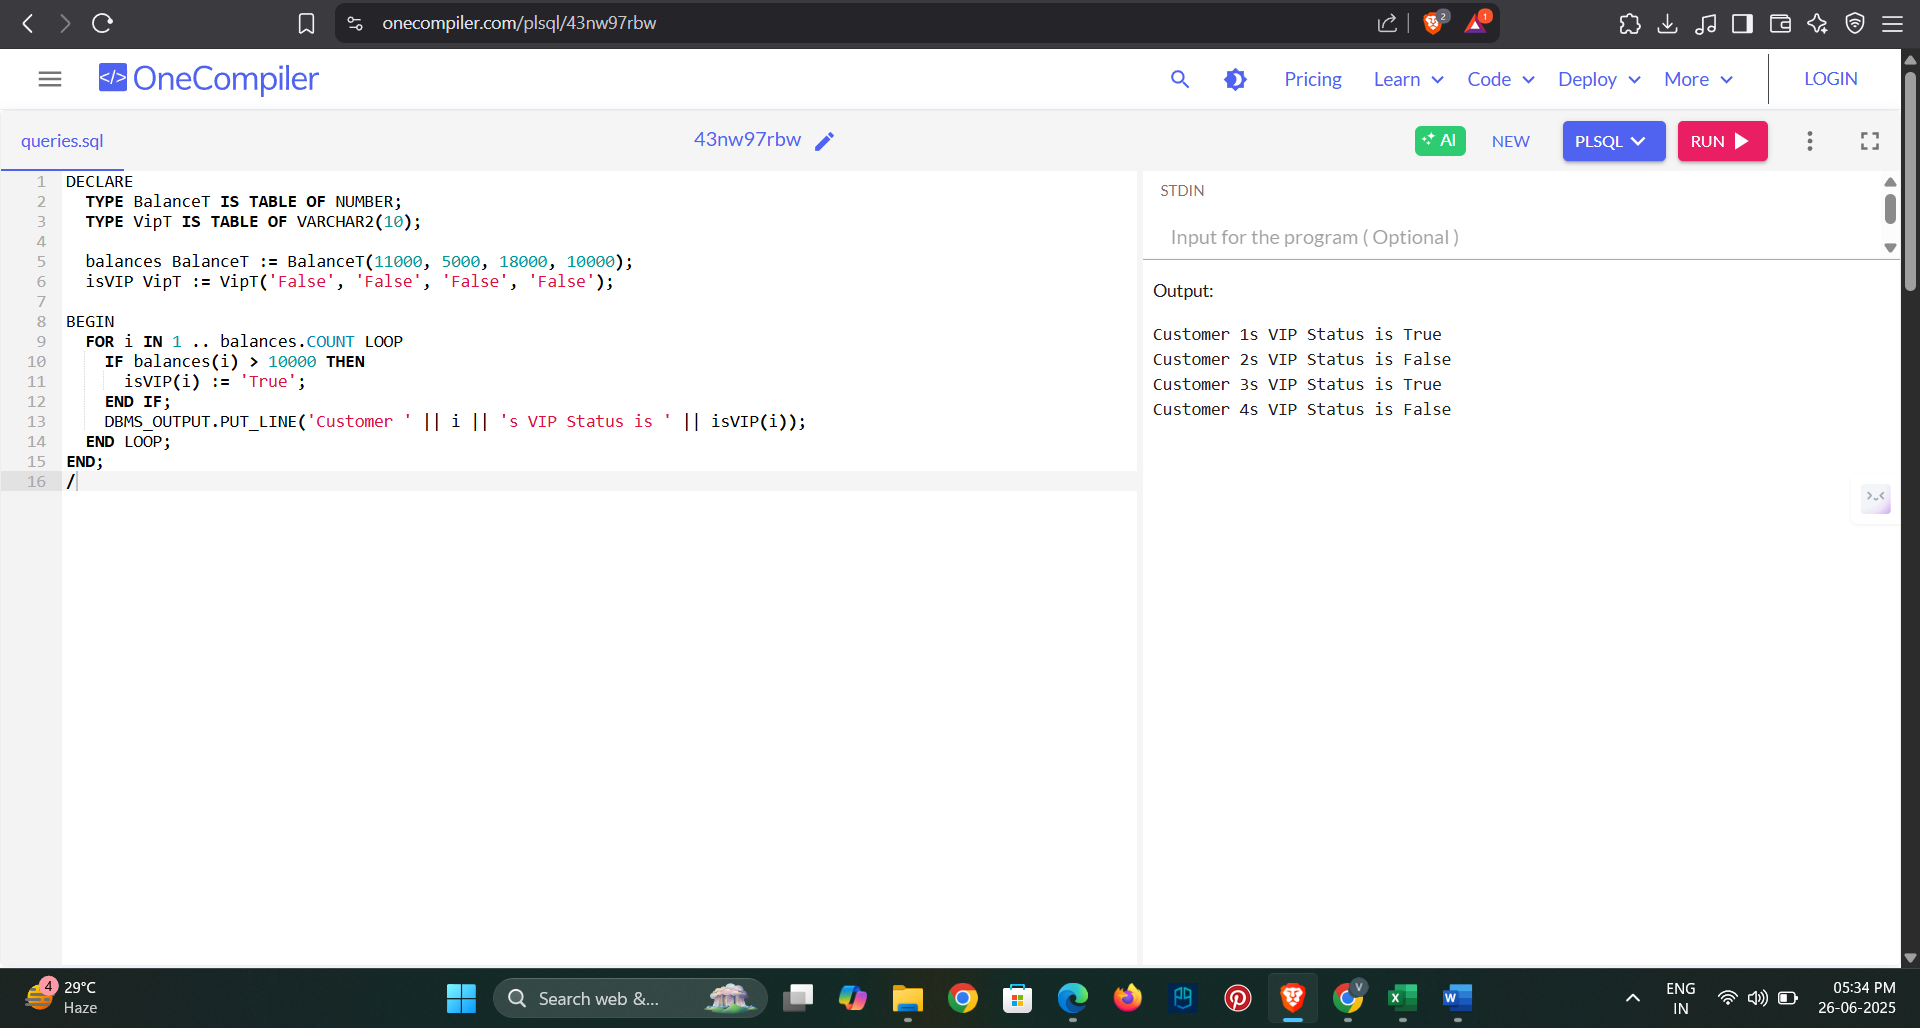 onecompiler.com/plsql/43nw97rbw
2
1
</> OneCompiler
Pricing Learn Code Deploy More LOGIN
queries.sql
43nw97rbw
AI NEW PLSQL RUN
1 DECLARE
2   TYPE BalanceT IS TABLE OF NUMBER;
3   TYPE VipT IS TABLE OF VARCHAR2(10);
4
5   balances BalanceT := BalanceT(11000, 5000, 18000, 10000);
6   isVIP VipT := VipT('False', 'False', 'False', 'False');
7
8 BEGIN
9   FOR i IN 1 .. balances.COUNT LOOP
10     IF balances(i) > 10000 THEN
11       isVIP(i) := 'True';
12     END IF;
13     DBMS_OUTPUT.PUT_LINE('Customer ' || i || 's VIP Status is ' || isVIP(i));
14   END LOOP;
15 END;
16 /
STDIN
Input for the program ( Optional )
Output:
Customer 1s VIP Status is True
Customer 2s VIP Status is False
Customer 3s VIP Status is True
Customer 4s VIP Status is False
4
29°C
Haze
Search web &...
V
ENG
IN
05:34 PM
26-06-2025